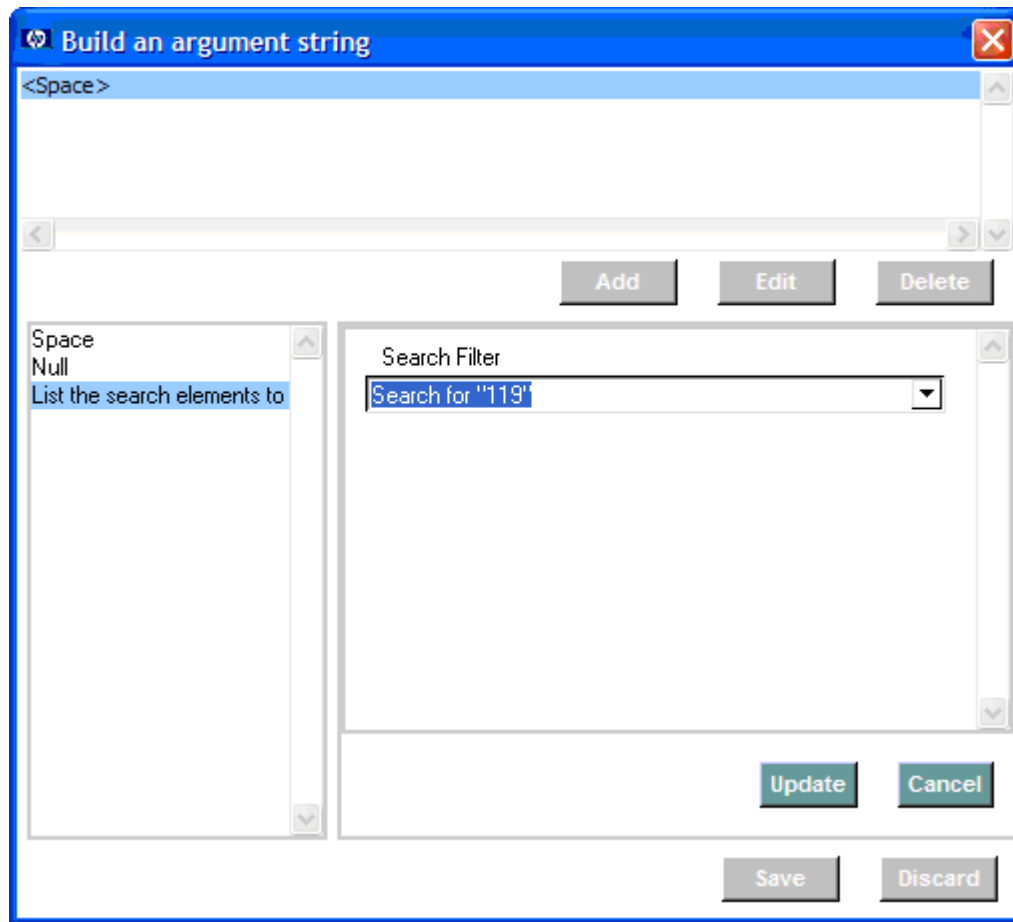 Build an argument string
<Space>
Add Edit Delete
Space
Null
List the search elements to
Search Filter
Search for "119"
Update Cancel
Save Discard